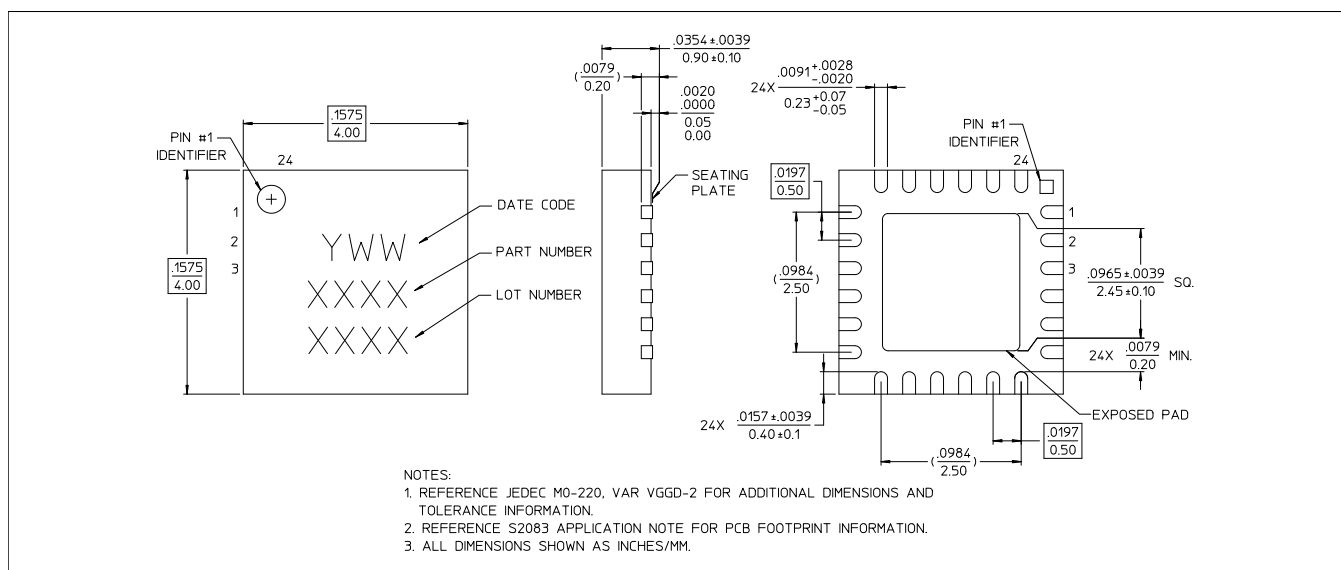 .0354±.0039
0.90±0.10
(.0079)
0.20
.0020
.0000
0.05
0.00
.1575
4.00
PIN #1
IDENTIFIER
24
1
2
3
.1575
4.00
YWW
XXXX
XXXX
DATE CODE
PART NUMBER
LOT NUMBER
SEATING
PLATE
24X .0091 +.0028
-.0020
0.23 +0.07
-0.05
PIN #1
IDENTIFIER
24
.0197
0.50
1
2
3
(.0984)
2.50
.0965±.0039 SQ.
2.45±0.10
24X .0079 MIN.
0.20
24X .0157±.0039
0.40±0.1
EXPOSED PAD
.0197
0.50
(.0984)
2.50
NOTES:
1. REFERENCE JEDEC MO-220, VAR VGGD-2 FOR ADDITIONAL DIMENSIONS AND
TOLERANCE INFORMATION.
2. REFERENCE S2083 APPLICATION NOTE FOR PCB FOOTPRINT INFORMATION.
3. ALL DIMENSIONS SHOWN AS INCHES/MM.